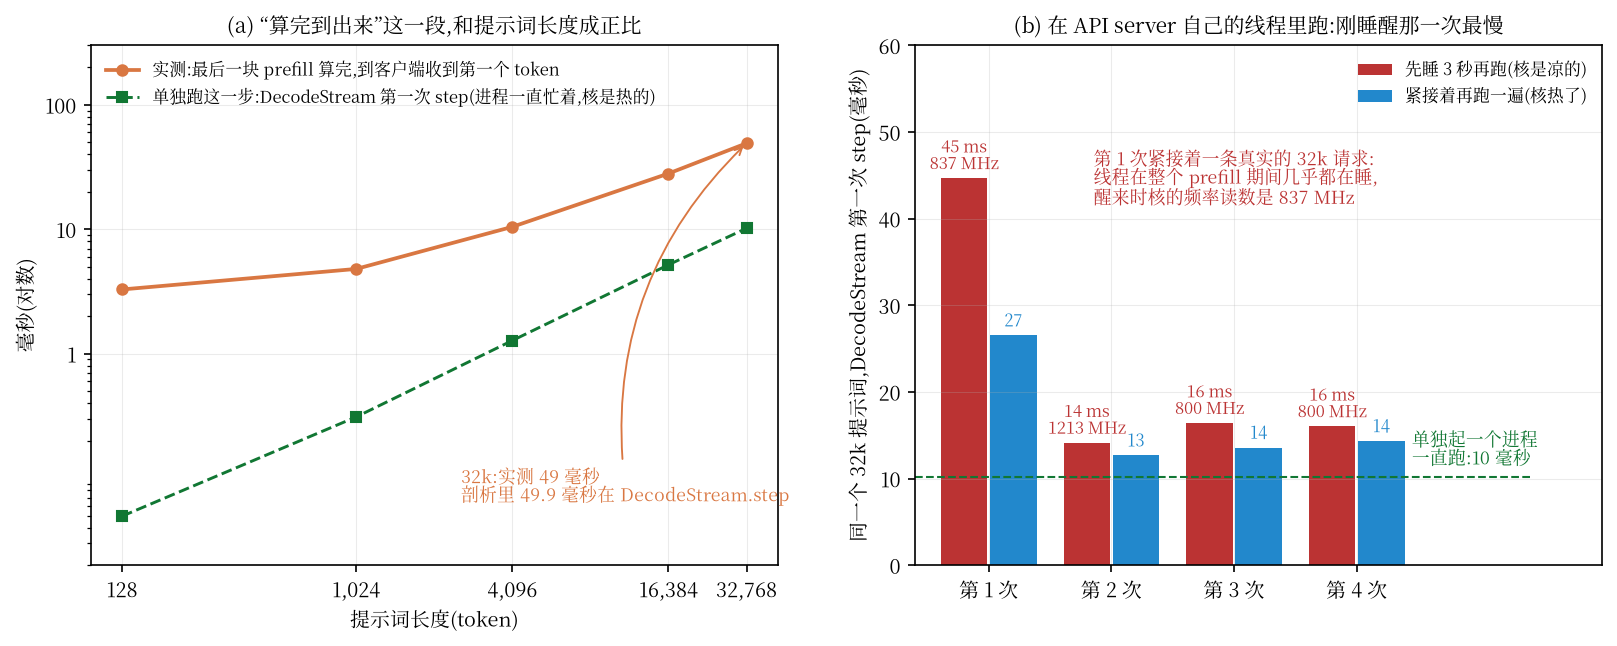 (a) “算完到出来”这一段,和提示词长度成正比
实测:最后一块 prefill 算完,到客户端收到第一个 token
单独跑这一步:DecodeStream 第一次 step(进程一直忙着,核是热的)
毫秒(对数)
100
10
1
32k:实测 49 毫秒
剖析里 49.9 毫秒在 DecodeStream.step
128
1,024
4,096
16,384
32,768
提示词长度(token)
(b) 在 API server 自己的线程里跑:刚睡醒那一次最慢
先睡 3 秒再跑(核是凉的)
紧接着再跑一遍(核热了)
同一个 32k 提示词,DecodeStream 第一次 step(毫秒)
60
50
40
30
20
10
0
45 ms
837 MHz
27
第 1 次紧接着一条真实的 32k 请求:
线程在整个 prefill 期间几乎都在睡,
醒来时核的频率读数是 837 MHz
14 ms
1213 MHz
13
16 ms
800 MHz
14
16 ms
800 MHz
14
单独起一个进程
一直跑:10 毫秒
第 1 次
第 2 次
第 3 次
第 4 次